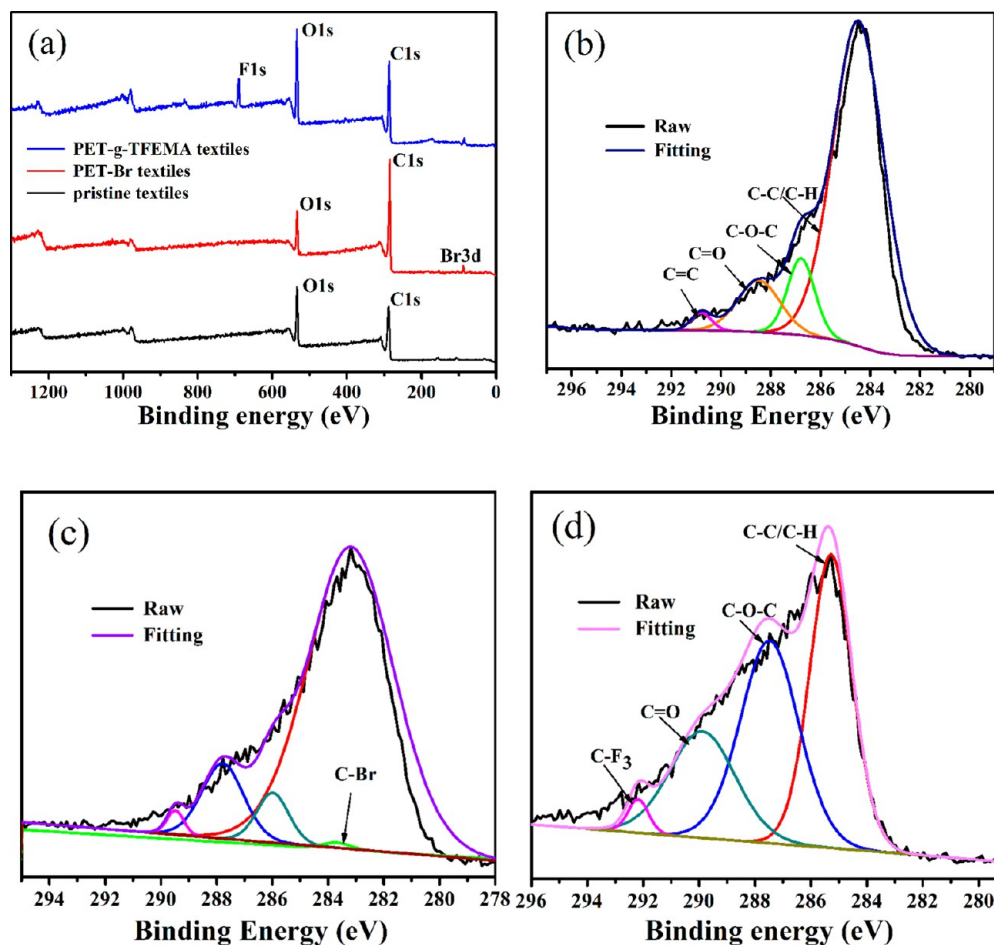 (a)
O1s
C1s
F1s
PET-g-TFEMA textiles
PET-Br textiles
pristine textiles
C1s
O1s
Br3d
O1s
C1s
1200 1000 800 600 400 200 0
Binding energy (eV)
(b)
Raw
Fitting
C-C/C-H
C-O-C
C=O
C=C
296 294 292 290 288 286 284 282 280
Binding Energy (eV)
(c)
Raw
Fitting
C-Br
294 292 290 288 286 284 282 280 278
Binding Energy (eV)
(d)
C-C/C-H
Raw
Fitting
C-O-C
C=O
C-F3
296 294 292 290 288 286 284 282 280
Binding energy (eV)